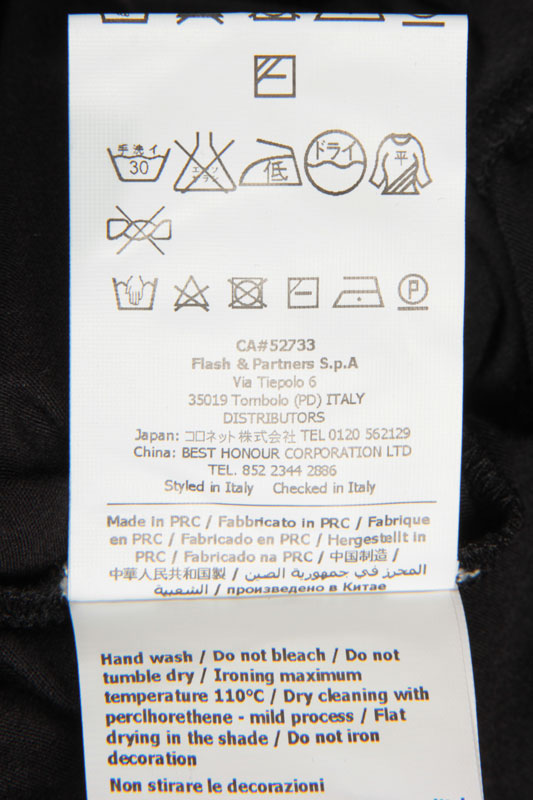 手洗イ
30
エンソ
サラシ
低
ドライ
平
P
CA#52733
Flash & Partners S.p.A
Via Tiepolo 6
35019 Tombolo (PD) ITALY
DISTRIBUTORS
Japan: コロネット株式会社 TEL 0120 562129
China: BEST HONOUR CORPORATION LTD
TEL. 852 2344 2886
Styled in Italy Checked in Italy
Made in PRC / Fabbricato in PRC / Fabrique
en PRC / Fabricado en PRC / Hergestellt in
PRC / Fabricado na PRC / 中国制造 /
中華人民共和国製 / المحرز في جمهورية الصين
الشعبية / произведено в Китае
Hand wash / Do not bleach / Do not
tumble dry / Ironing maximum
temperature 110°C / Dry cleaning with
perclhorethene - mild process / Flat
drying in the shade / Do not iron
decoration
Non stirare le decorazioni